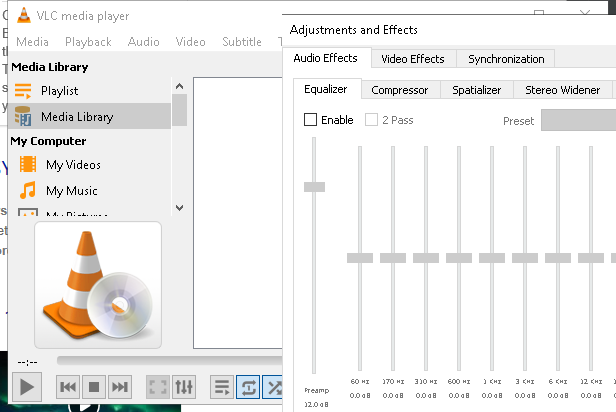 VLC media player
Media Playback Audio Video Subtitle T
Media Library
Playlist
Media Library
My Computer
My Videos
My Music
My Pictures
--:--
Adjustments and Effects
Audio Effects Video Effects Synchronization
Equalizer Compressor Spatializer Stereo Widener
Enable 2 Pass Preset
60 Hz 170 Hz 310 Hz 600 Hz 1 KHz 3 KHz 6 KHz 12 KHz
Preamp 0.0 dB 0.0 dB 0.0 dB 0.0 dB 0.0 dB 0.0 dB 0.0 dB 0.0 dB
12.0 dB